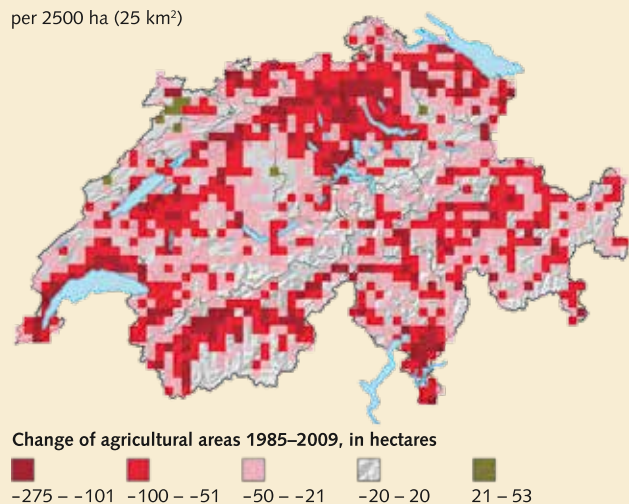 per 2500 ha (25 km²)
Change of agricultural areas 1985–2009, in hectares
−275 – −101 −100 – −51 −50 – −21 −20 – 20 21 – 53